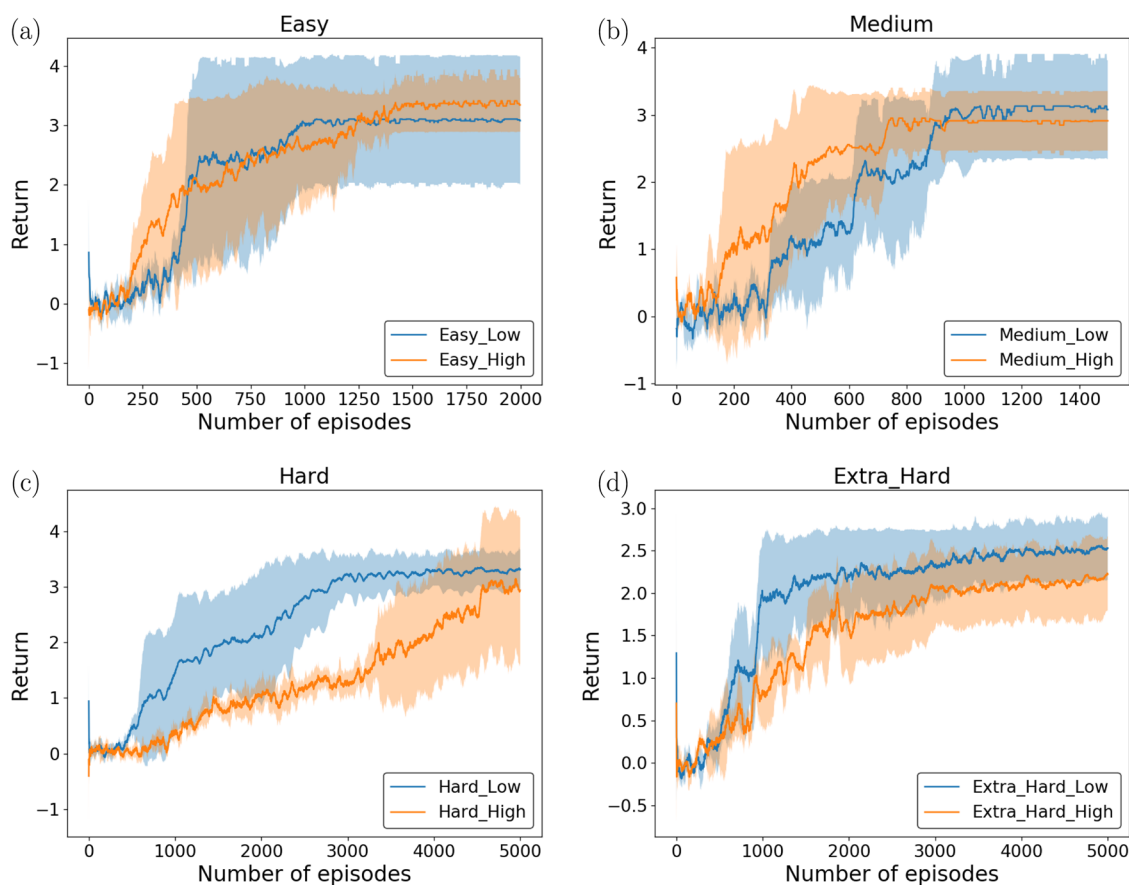 (a)
Easy
Return
4
3
2
1
0
−1
0 250 500 750 1000 1250 1500 1750 2000
Number of episodes
Easy_Low
Easy_High
(b)
Medium
Return
4
3
2
1
0
−1
0 200 400 600 800 1000 1200 1400
Number of episodes
Medium_Low
Medium_High
(c)
Hard
Return
4
3
2
1
0
−1
0 1000 2000 3000 4000 5000
Number of episodes
Hard_Low
Hard_High
(d)
Extra_Hard
Return
3.0
2.5
2.0
1.5
1.0
0.5
0.0
−0.5
0 1000 2000 3000 4000 5000
Number of episodes
Extra_Hard_Low
Extra_Hard_High